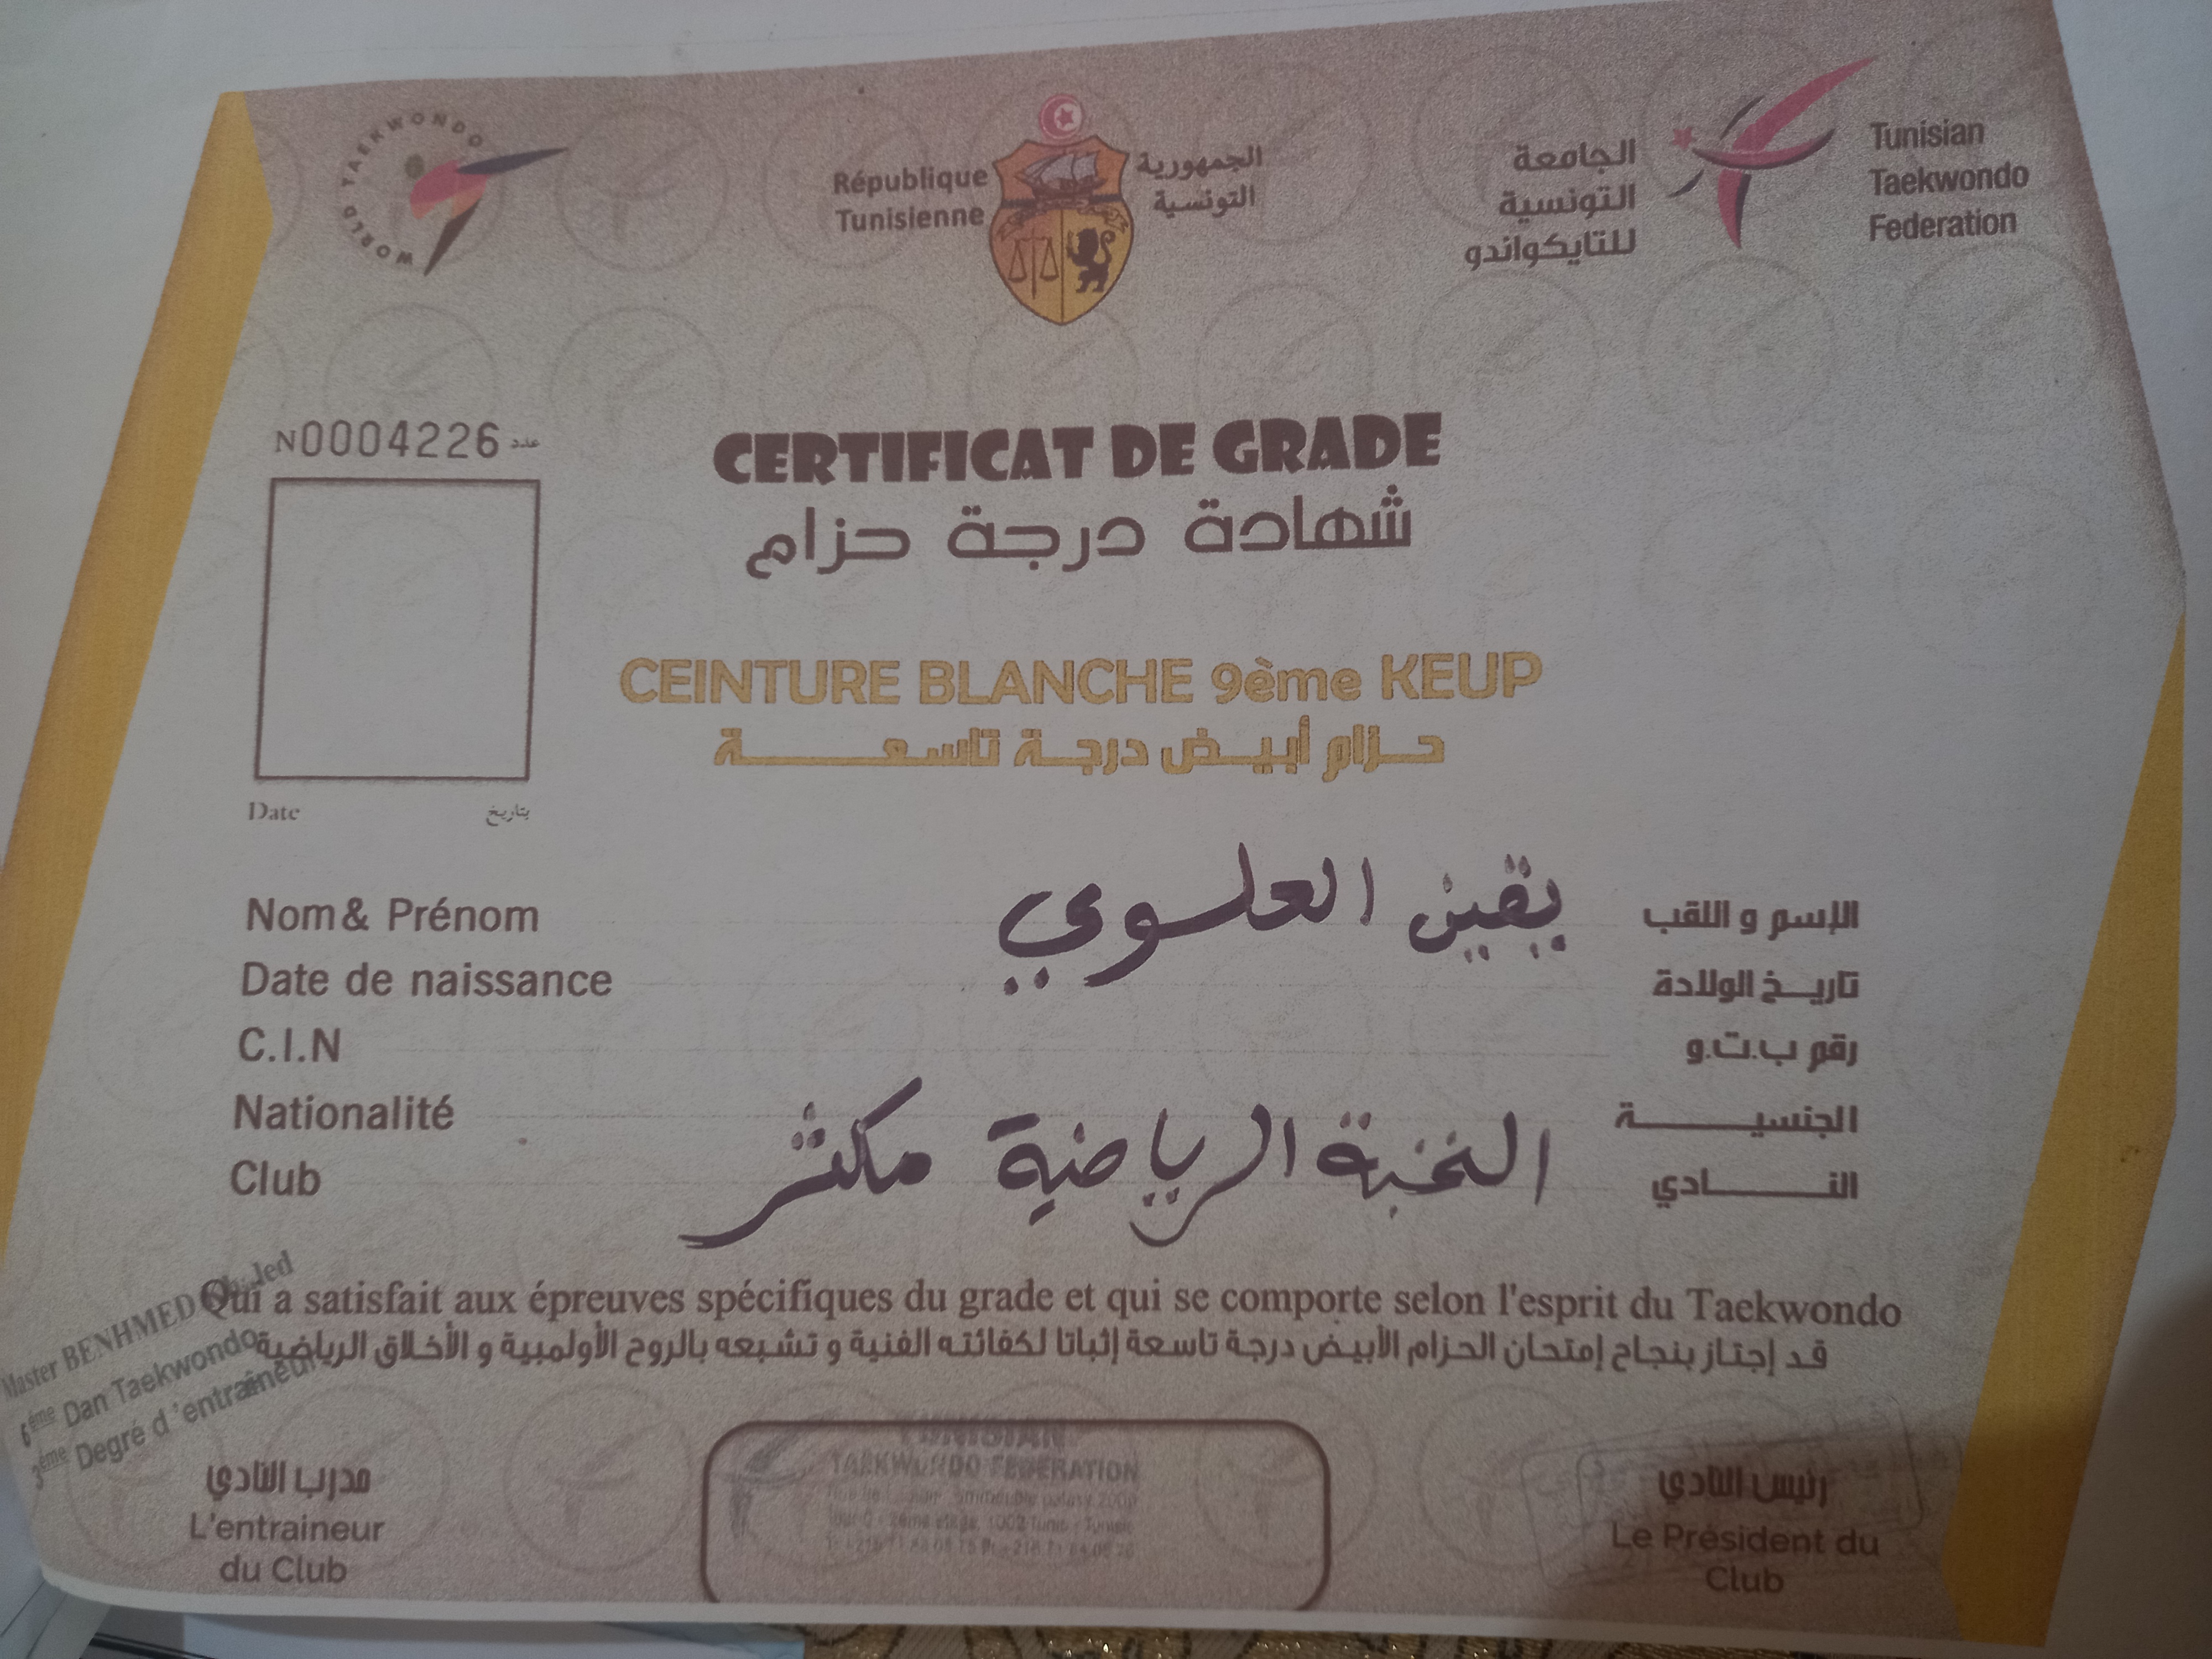 WORLD TAEKWONDO
République
Tunisienne
الجمهورية
التونسية
الجامعة
التونسية
للتايكواندو
Tunisian
Taekwondo
Federation
N0004226 عدد
CERTIFICAT DE GRADE
شهادة درجة حزام
CEINTURE BLANCHE 9ème KEUP
حزام أبيض درجة تاسعة
Date بتاريخ
Nom & Prénom يقين العلوي الإسم و اللقب
Date de naissance تاريخ الولادة
C.I.N رقم ب.ت.و
Nationalité الجنسية
Club النخبة الرياضية مكثر النادي
Qui a satisfait aux épreuves spécifiques du grade et qui se comporte selon l'esprit du Taekwondo
قد إجتاز بنجاح إمتحان الحزام الأبيض درجة تاسعة إثباتا لكفائته الفنية و تشبعه بالروح الأولمبية و الأخلاق الرياضية
Master BENHMED
6ème Dan Taekwondo
3ème Degré d'entraîneur
مدرب النادي
L'entraineur
du Club
TUNISIAN
TAEKWONDO FEDERATION
رئيس النادي
Le Président du
Club